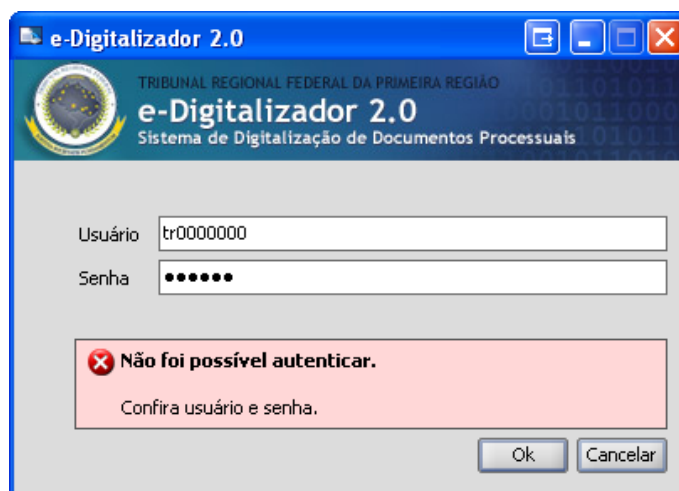 e-Digitalizador 2.0
TRIBUNAL REGIONAL FEDERAL DA PRIMEIRA REGIÃO
e-Digitalizador 2.0
Sistema de Digitalização de Documentos Processuais
Usuário tr0000000
Senha ●●●●●●
Não foi possível autenticar.
Confira usuário e senha.
Ok Cancelar